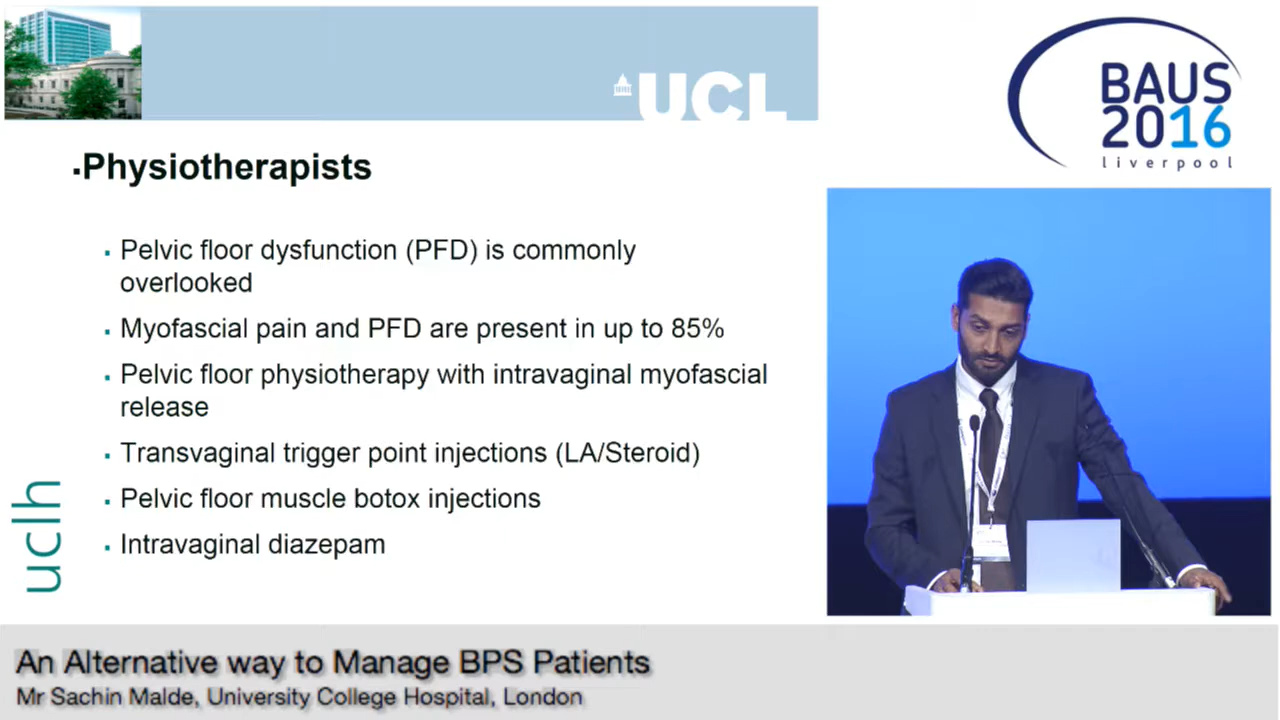 UCL
BAUS
2016
liverpool
▪Physiotherapists
▪ Pelvic floor dysfunction (PFD) is commonly
overlooked
▪ Myofascial pain and PFD are present in up to 85%
▪ Pelvic floor physiotherapy with intravaginal myofascial
release
▪ Transvaginal trigger point injections (LA/Steroid)
▪ Pelvic floor muscle botox injections
▪ Intravaginal diazepam
uclh
An Alternative way to Manage BPS Patients
Mr Sachin Malde, University College Hospital, London